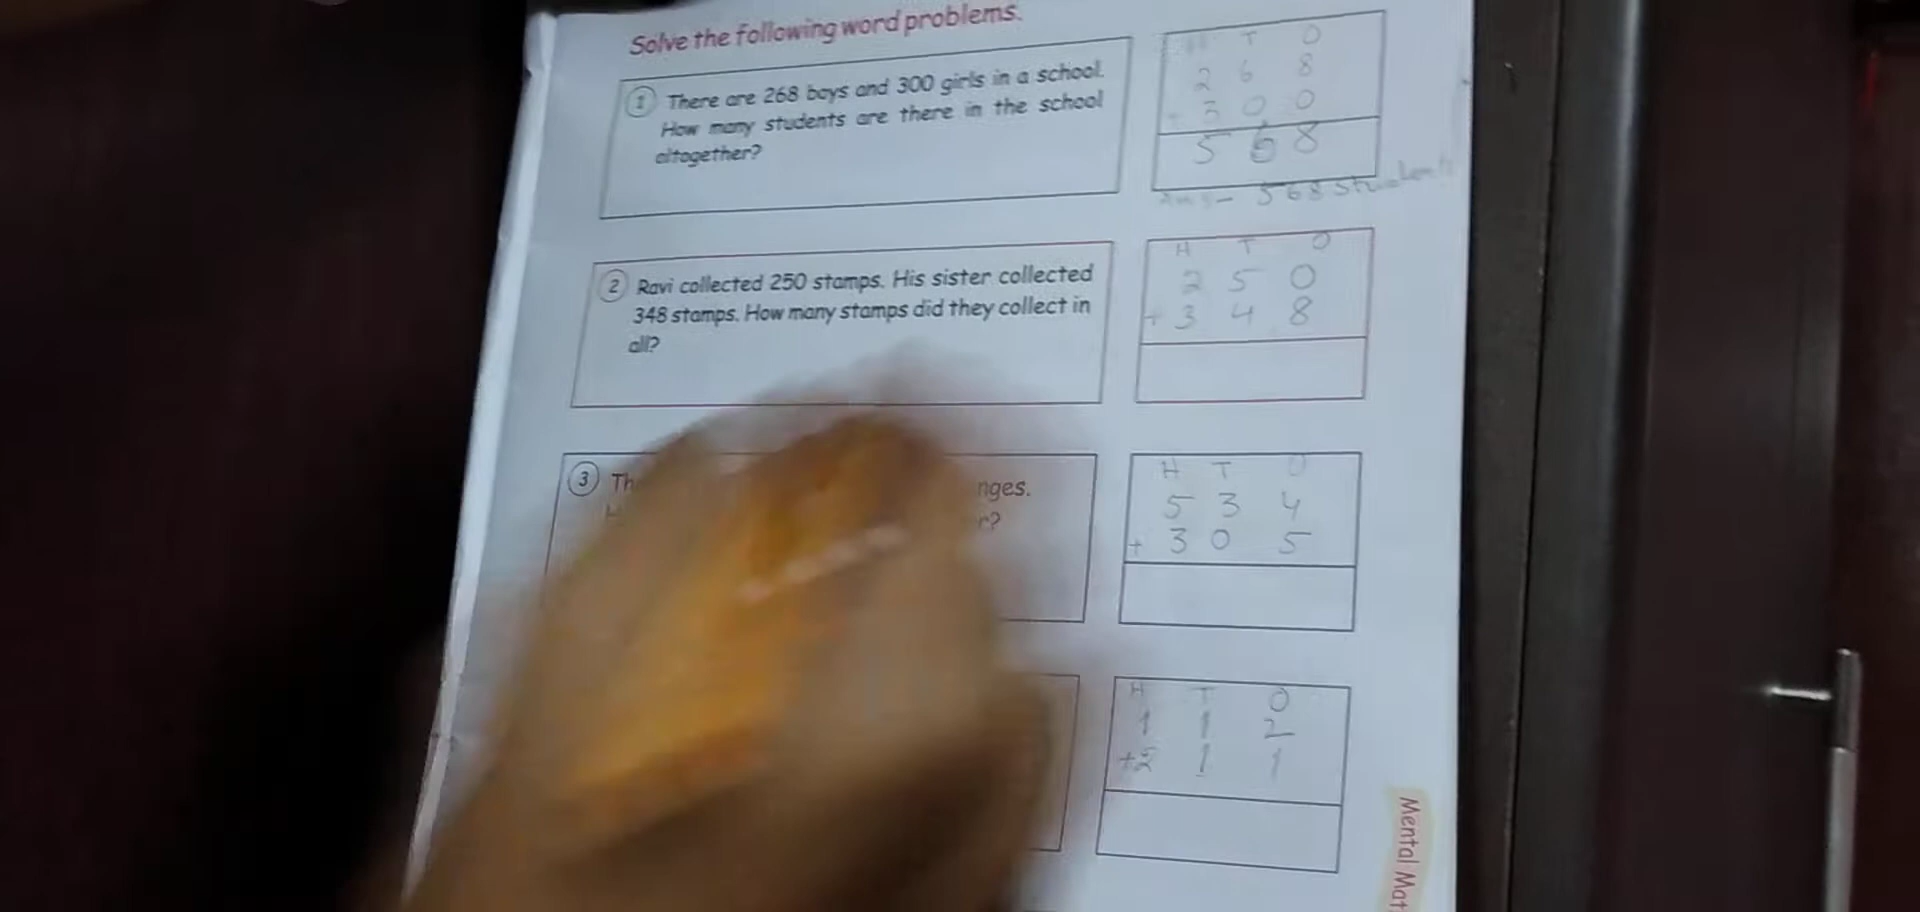 Solve the following word problems.
1 There are 268 boys and 300 girls in a school.
How many students are there in the school
altogether?
H T O
2 6 8
+ 3 0 0
5 6 8
Ans - 568 students
2 Ravi collected 250 stamps. His sister collected
348 stamps. How many stamps did they collect in
all?
H T O
2 5 0
+ 3 4 8
3
H T O
5 3 4
+ 3 0 5
H T O
1 1 2
+ 2 1 1
Mental